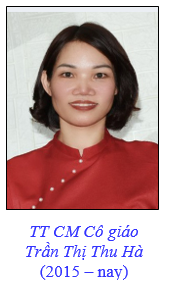 TT CM Cô giáo
Trần Thị Thu Hà
(2015 – nay)